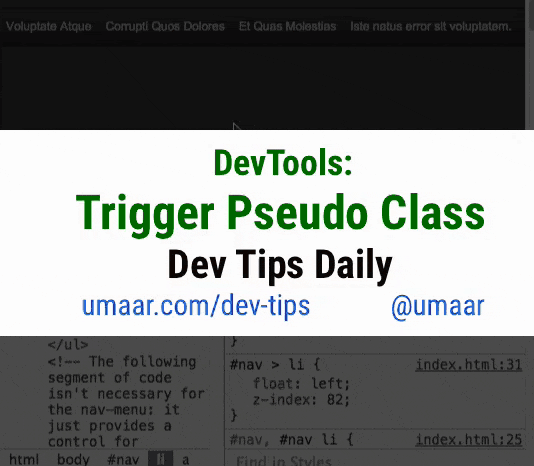 Voluptate Atque Corrupti Quos Dolores Et Quas Molestias Iste natus error sit voluptatem.
DevTools:
Trigger Pseudo Class
Dev Tips Daily
umaar.com/dev-tips @umaar
</ul>
<!-- The following
segment of code
isn't necessary for
the nav-menu: it
just provides a
control for
html body #nav li a
}
#nav > li { index.html:31
float: left;
z-index: 82;
}
#nav, #nav li { index.html:25
Find in Styles